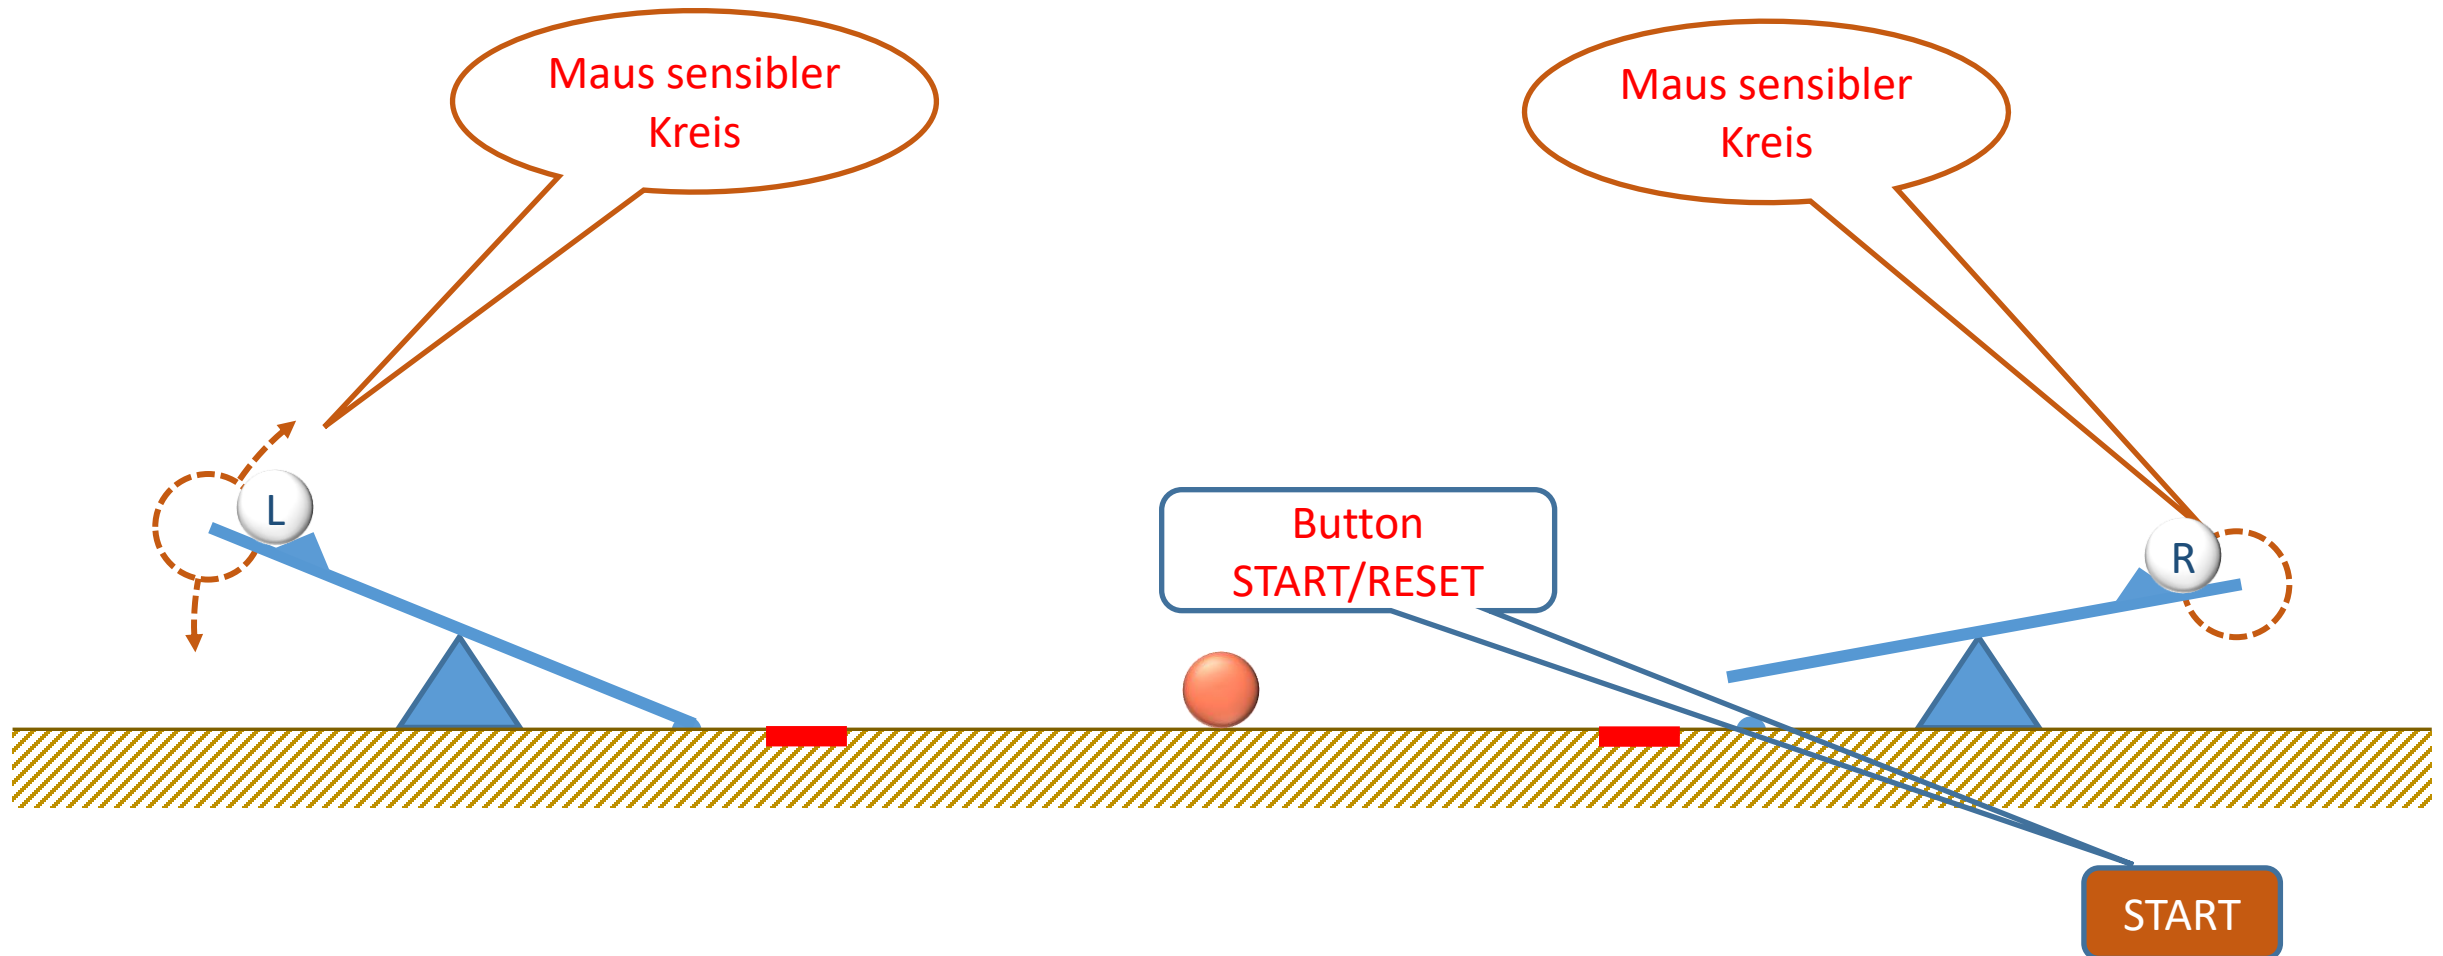 Maus sensibler
Kreis
Maus sensibler
Kreis
L
Button
START/RESET
R
START